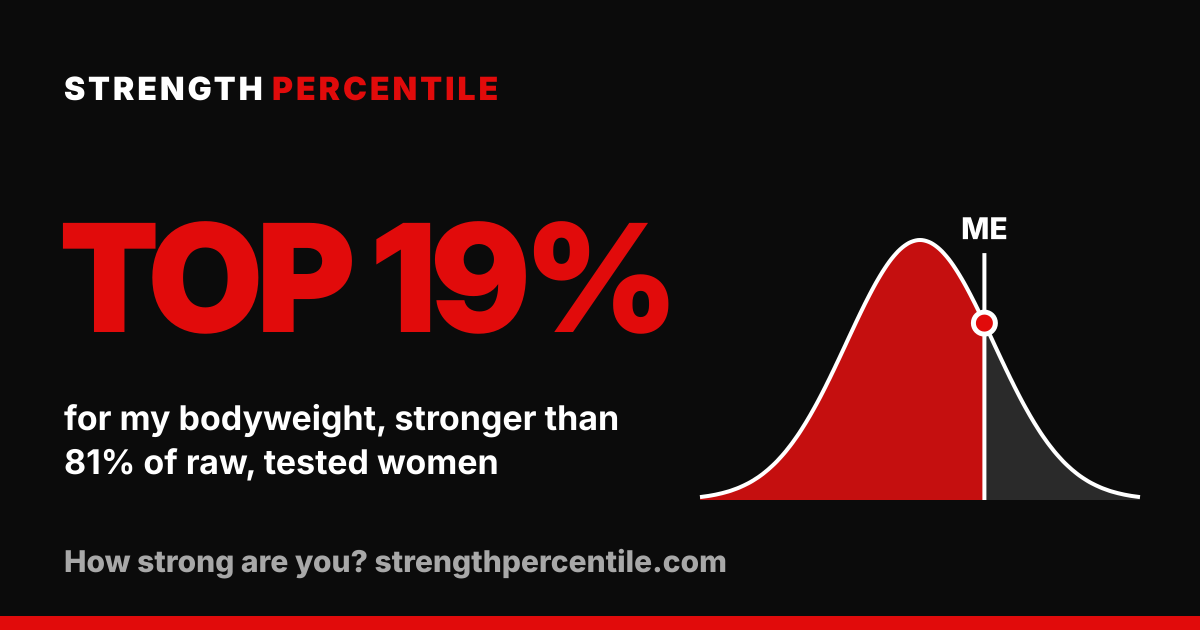 STRENGTH PERCENTILE
TOP 19%
ME
for my bodyweight, stronger than
81% of raw, tested women
How strong are you? strengthpercentile.com